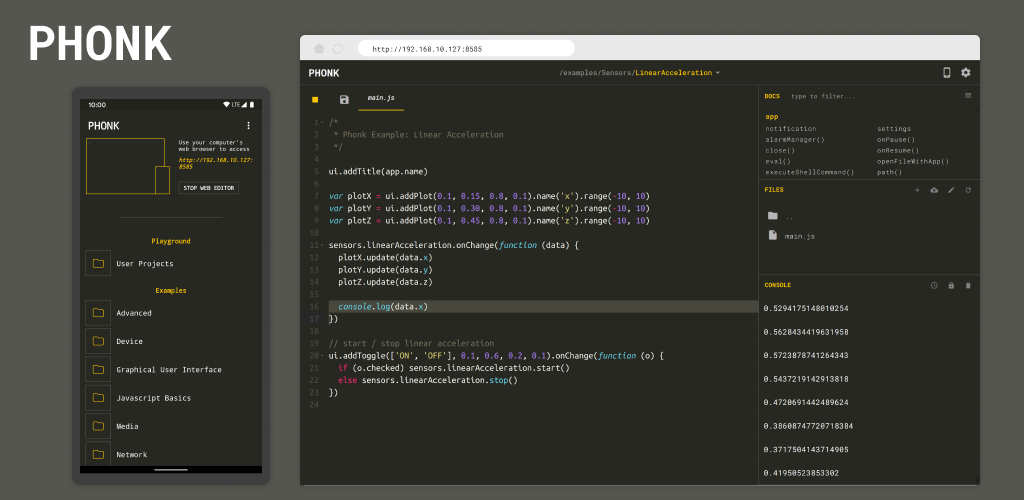 PHONK
10:00
LTE
PHONK
Use your computer's
web browser to access
http://192.168.10.127:
8585
STOP WEB EDITOR
Playground
User Projects
Examples
Advanced
Device
Graphical User Interface
Javascript Basics
Media
Network
http://192.168.10.127:8585
PHONK
/examples/Sensors/LinearAcceleration
main.js
1 /*
2 * Phonk Example: Linear Acceleration
3 */
4
5 ui.addTitle(app.name)
6
7 var plotX = ui.addPlot(0.1, 0.15, 0.8, 0.1).name('x').range(-10, 10)
8 var plotY = ui.addPlot(0.1, 0.30, 0.8, 0.1).name('y').range(-10, 10)
9 var plotZ = ui.addPlot(0.1, 0.45, 0.8, 0.1).name('z').range(-10, 10)
10
11 sensors.linearAcceleration.onChange(function (data) {
12 plotX.update(data.x)
13 plotY.update(data.y)
14 plotZ.update(data.z)
15
16 console.log(data.x)
17 })
18
19 // start / stop linear acceleration
20 ui.addToggle(['ON', 'OFF'], 0.1, 0.6, 0.2, 0.1).onChange(function (o) {
21 if (o.checked) sensors.linearAcceleration.start()
22 else sensors.linearAcceleration.stop()
23 })
24
DOCS type to filter...
app
notification settings
alarmManager() onPause()
close() onResume()
eval() openFileWithApp()
executeShellCommand() path()
FILES
..
main.js
CONSOLE
0.5294175148010254
0.5628434419631958
0.5723878741264343
0.5437219142913818
0.4720691442489624
0.38608747720718384
0.3717504143714905
0.41950523853302